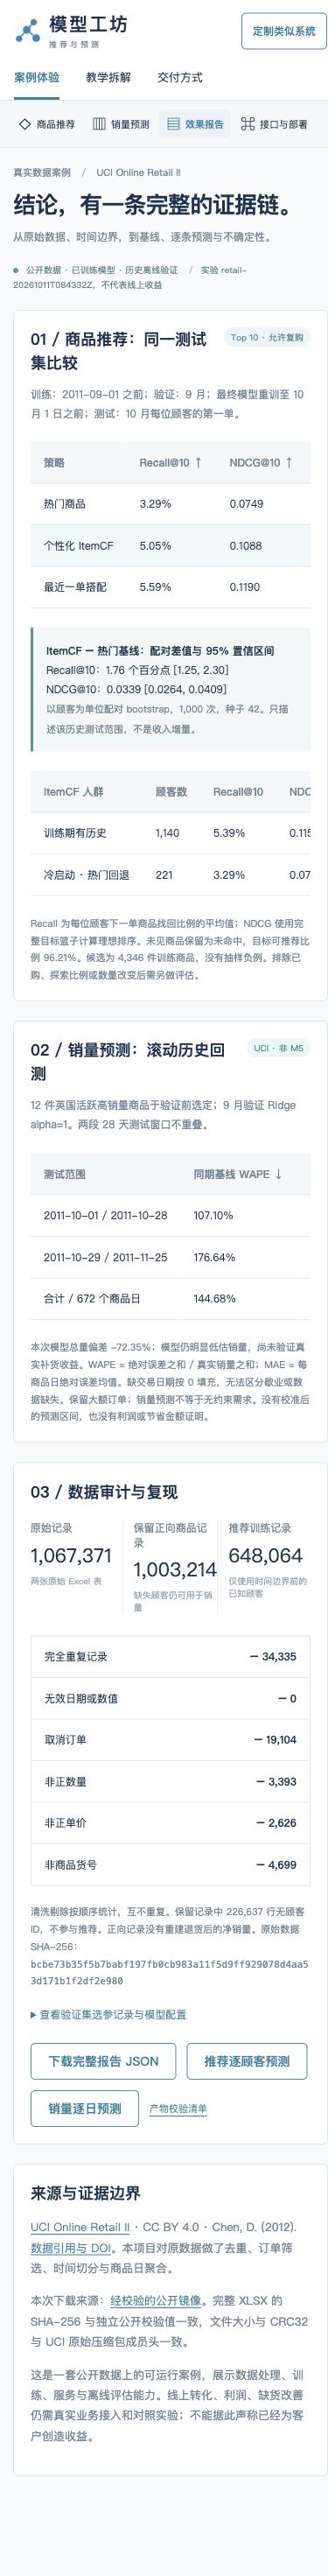 模型工坊
推荐与预测
定制类似系统
案例体验 教学拆解 交付方式
商品推荐 销量预测 效果报告 接口与部署
真实数据案例 / UCI Online Retail II
结论，有一条完整的证据链。
从原始数据、时间边界，到基线、逐条预测与不确定性。
公开数据 · 已训练模型 · 历史离线验证 / 实验 retail-
20261011T084332Z，不代表线上收益
01 / 商品推荐：同一测试
集比较
Top 10 · 允许复购
训练：2011-09-01 之前；验证：9 月；最终模型重训至 10
月 1 日之前；测试：10 月每位顾客的第一单。
策略 Recall@10 ↑ NDCG@10 ↑
热门商品 3.29% 0.0749
个性化 ItemCF 5.05% 0.1088
最近一单搭配 5.59% 0.1190
ItemCF − 热门基线：配对差值与 95% 置信区间
Recall@10：1.76 个百分点 [1.25, 2.30]
NDCG@10：0.0339 [0.0264, 0.0409]
以顾客为单位配对 bootstrap，1,000 次，种子 42。只描
述该历史测试范围，不是收入增量。
ItemCF 人群 顾客数 Recall@10 NDC
训练期有历史 1,140 5.39% 0.115
冷启动 · 热门回退 221 3.29% 0.07
Recall 为每位顾客下一单商品找回比例的平均值；NDCG 使用完
整目标篮子计算理想排序。未见商品保留为未命中，目标可推荐比
例 96.21%。候选为 4,346 件训练商品，没有抽样负例。排除已
购、探索比例或数量改变后需另做评估。
02 / 销量预测：滚动历史回
测
UCI · 非 M5
12 件英国活跃高销量商品于验证前选定；9 月验证 Ridge
alpha=1。两段 28 天测试窗口不重叠。
测试范围 同期基线 WAPE ↓
2011-10-01 / 2011-10-28 107.10%
2011-10-29 / 2011-11-25 176.64%
合计 / 672 个商品日 144.68%
本次模型总量偏差 -72.35%；模型仍明显低估销量，尚未验证真
实补货收益。WAPE = 绝对误差之和 / 真实销量之和；MAE = 每
商品日绝对误差均值。缺交易日期按 0 填充，无法区分歇业或数
据缺失。保留大额订单；销量预测不等于无约束需求。没有校准后
的预测区间，也没有利润或节省金额证明。
03 / 数据审计与复现
原始记录
1,067,371
两张原始 Excel 表
保留正向商品记
录
1,003,214
缺失顾客仍可用于销
量
推荐训练记录
648,064
仅使用时间边界前的
已知顾客
完全重复记录 − 34,335
无效日期或数值 − 0
取消订单 − 19,104
非正数量 − 3,393
非正单价 − 2,626
非商品货号 − 4,699
清洗剔除按顺序统计，互不重复。保留记录中 226,637 行无顾客
ID，不参与推荐。正向记录没有重建退货后的净销量。原始数据
SHA-256：
bcbe73b35f5b7babf197fb0cb983a11f5d9ff929078d4aa5
3d171b1f2df2e980
查看验证集选参记录与模型配置
下载完整报告 JSON 推荐逐顾客预测
销量逐日预测 产物校验清单
来源与证据边界
UCI Online Retail II · CC BY 4.0 · Chen, D. (2012).
数据引用与 DOI。本项目对原数据做了去重、订单筛
选、时间切分与商品日聚合。
本次下载来源：经校验的公开镜像。完整 XLSX 的
SHA-256 与独立公开校验值一致，文件大小与 CRC32
与 UCI 原始压缩包成员头一致。
这是一套公开数据上的可运行案例，展示数据处理、训
练、服务与离线评估能力。线上转化、利润、缺货改善
仍需真实业务接入和对照实验；不能据此声称已经为客
户创造收益。